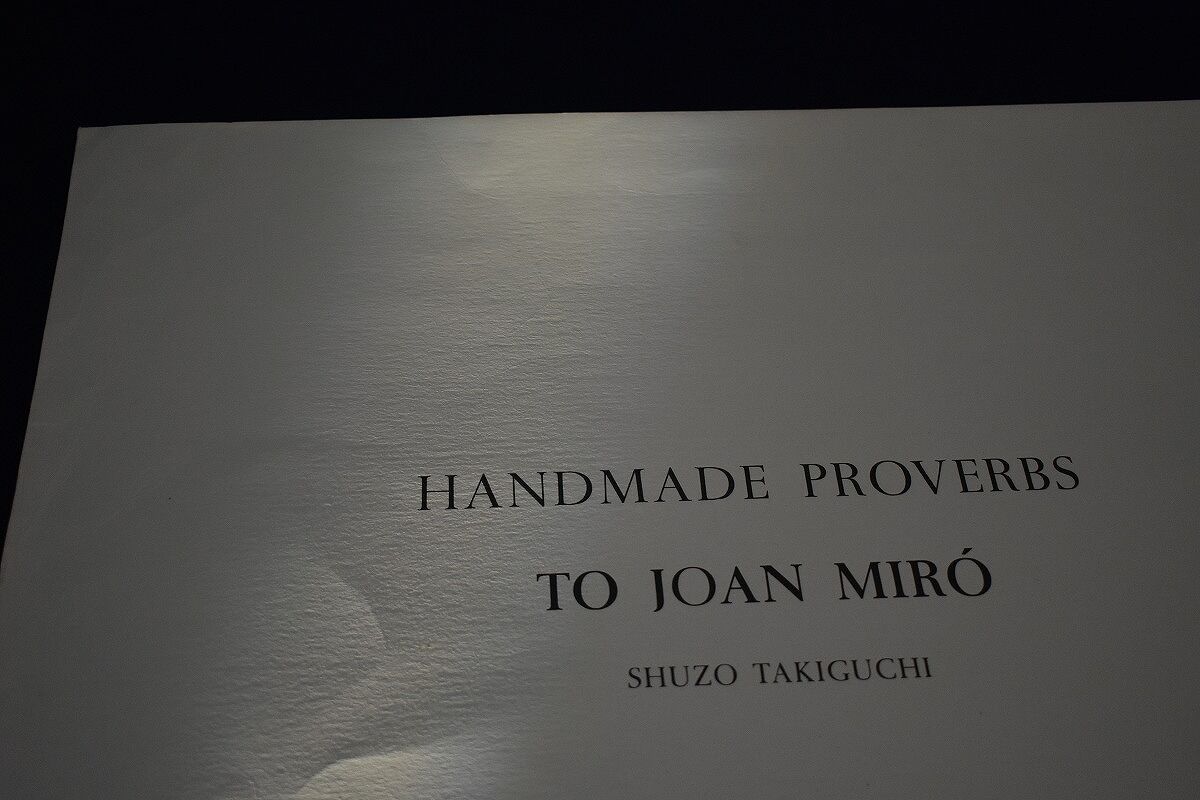 HANDMADE PROVERBS
TO JOAN MIRÓ
SHUZO TAKIGUCHI